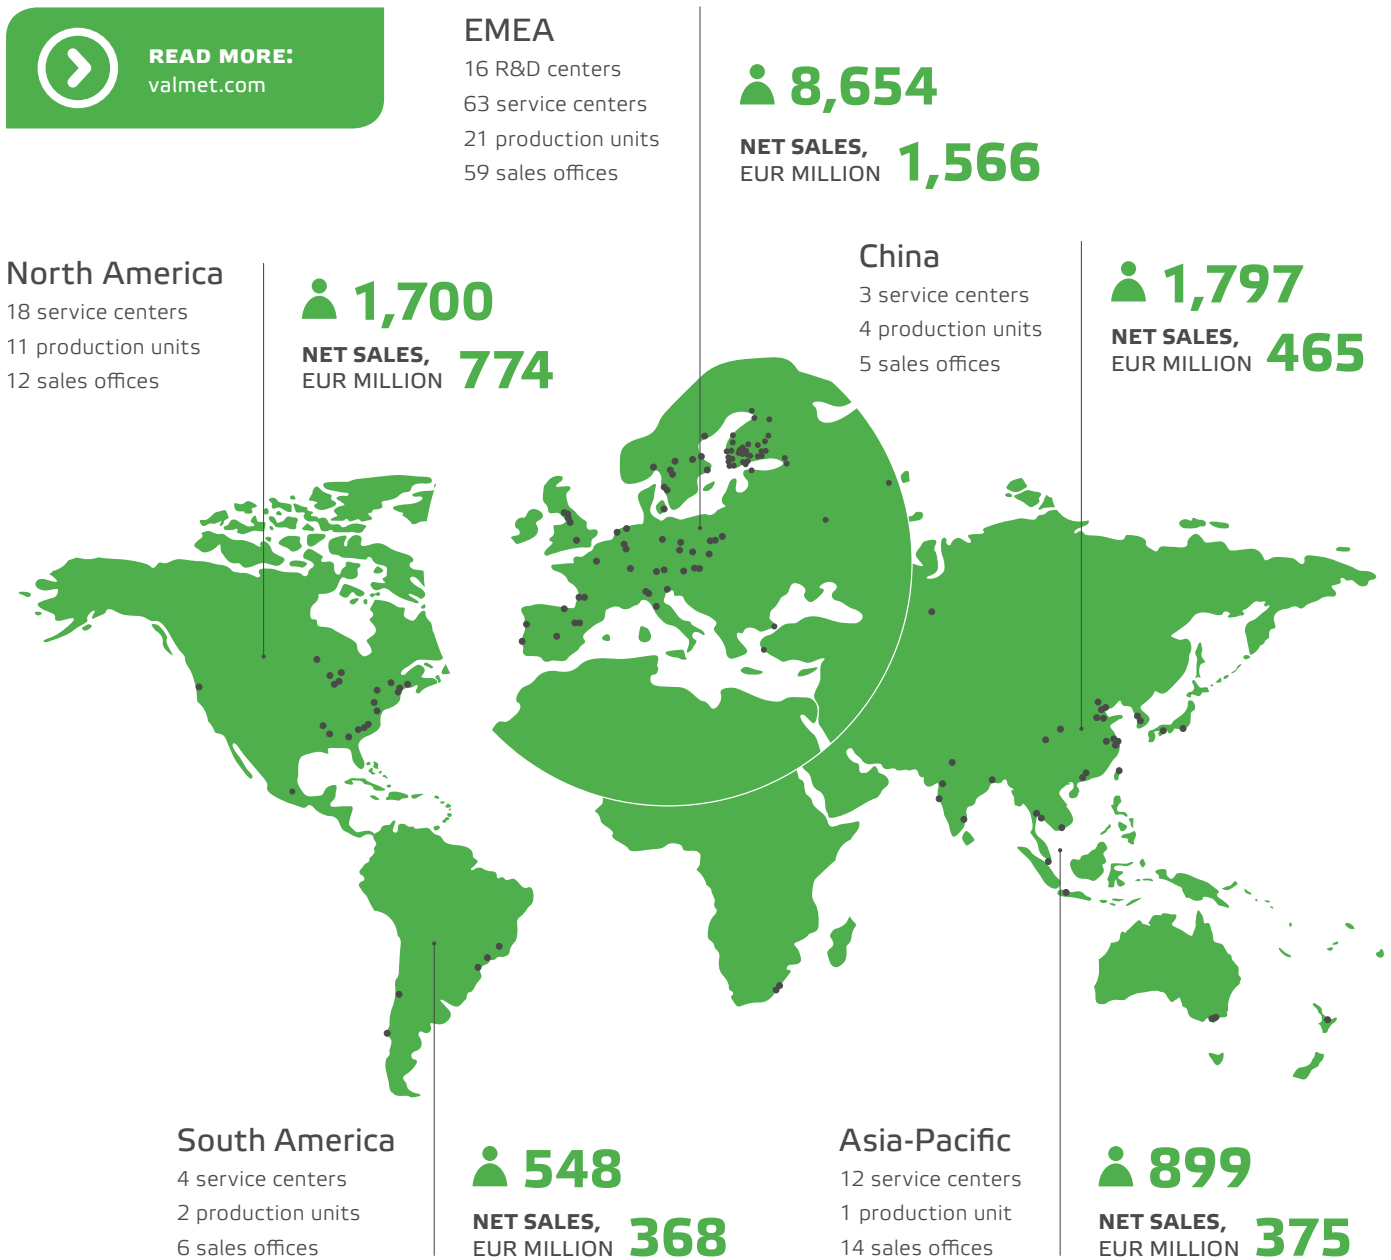 READ MORE:
valmet.com
EMEA
16 R&D centers
63 service centers
21 production units
59 sales offices
8,654
NET SALES,
EUR MILLION 1,566
North America
18 service centers
11 production units
12 sales offices
1,700
NET SALES,
EUR MILLION 774
China
3 service centers
4 production units
5 sales offices
1,797
NET SALES,
EUR MILLION 465
South America
4 service centers
2 production units
6 sales offices
548
NET SALES,
EUR MILLION 368
Asia-Pacific
12 service centers
1 production unit
14 sales offices
899
NET SALES,
EUR MILLION 375